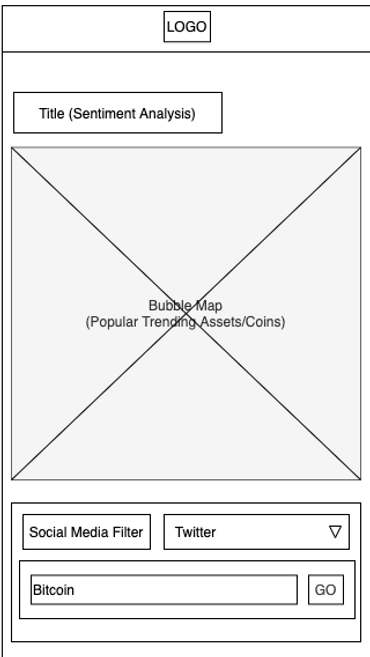 LOGO
Title (Sentiment Analysis)
Bubble Map
(Popular Trending Assets/Coins)
Social Media Filter
Twitter
Bitcoin
GO